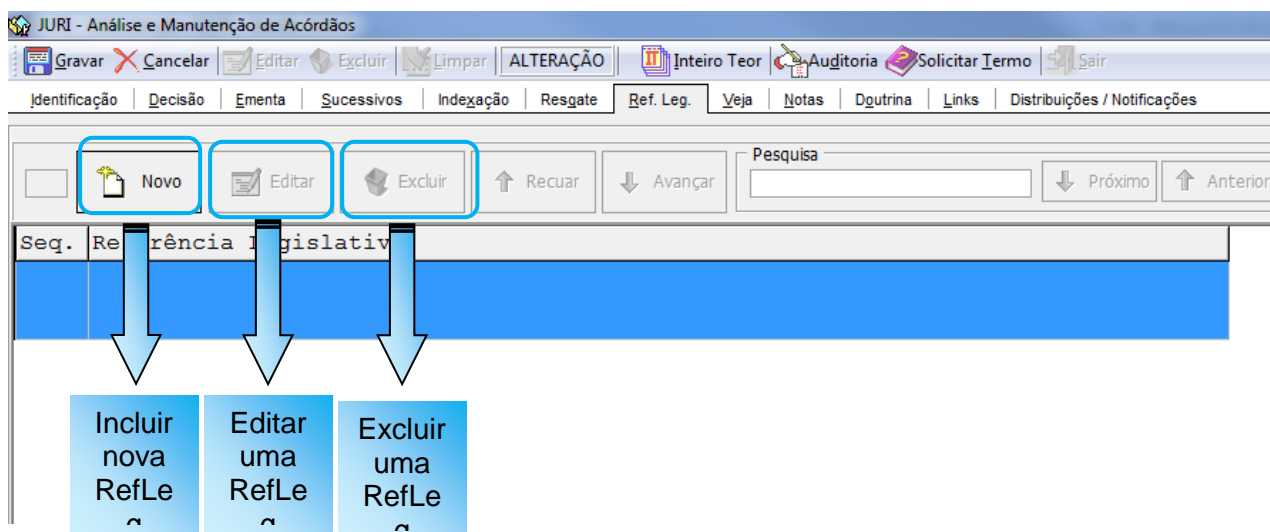 JURI - Análise e Manutenção de Acórdãos
Gravar Cancelar Editar Excluir Limpar ALTERAÇÃO Inteiro Teor Auditoria Solicitar Termo Sair
Identificação Decisão Ementa Sucessivos Indexação Resgate Ref. Leg. Veja Notas Doutrina Links Distribuições / Notificações
Pesquisa
Novo Editar Excluir Recuar Avançar Próximo Anterior
Seq. Referência Legislativ
Incluir
nova
RefLe
g
Editar
uma
RefLe
g
Excluir
uma
RefLe
g